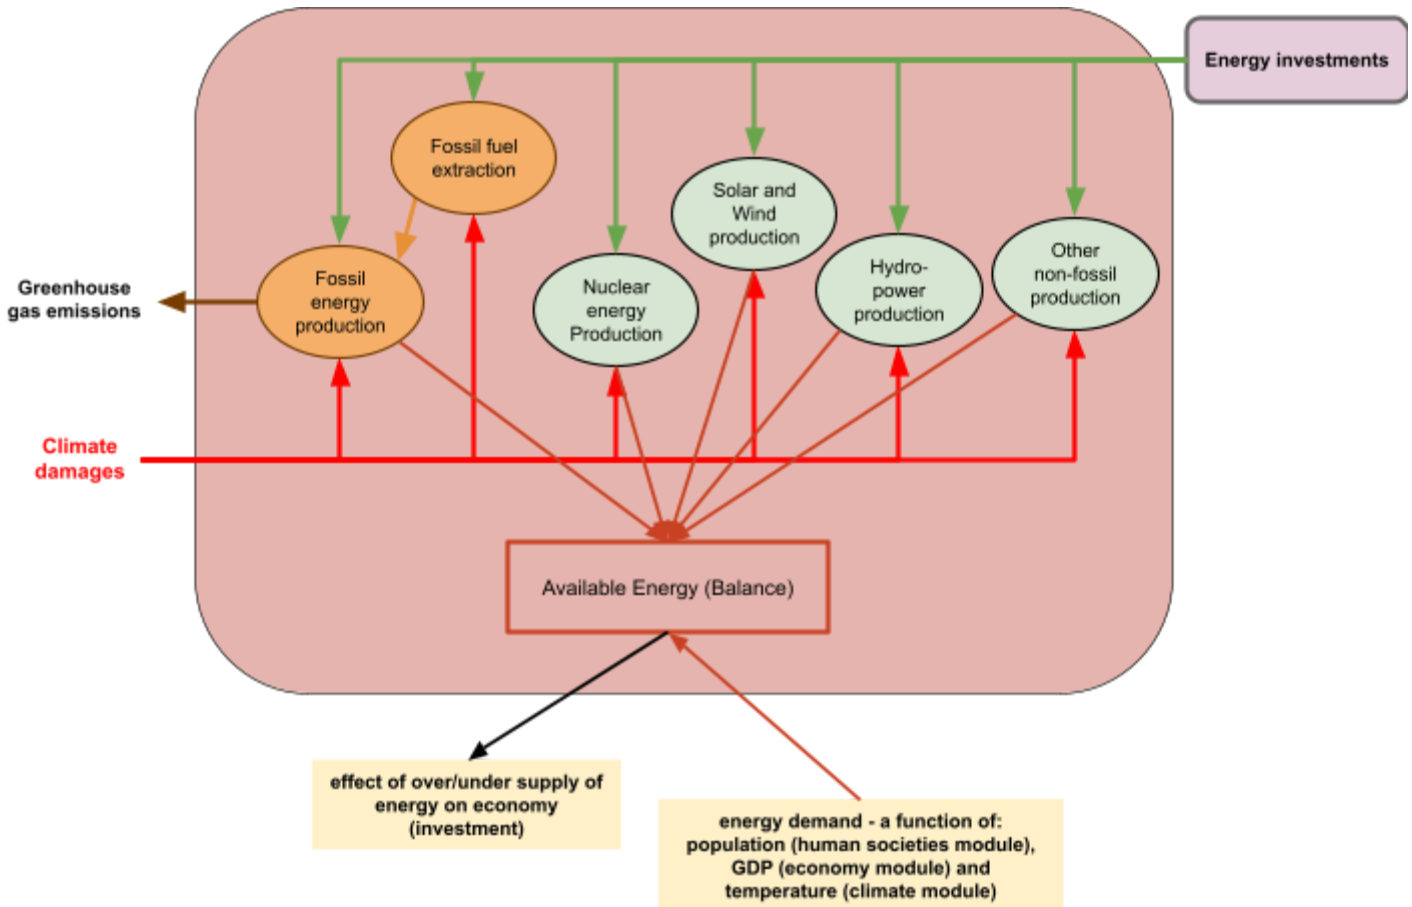 Energy investments
Fossil fuel
extraction
Solar and
Wind
production
Fossil
energy
production
Nuclear
energy
Production
Hydro-
power
production
Other
non-fossil
production
Greenhouse
gas emissions
Climate
damages
Available Energy (Balance)
effect of over/under supply of
energy on economy
(investment)
energy demand - a function of:
population (human societies module),
GDP (economy module) and
temperature (climate module)